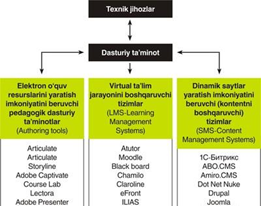 Texnik jihozlar
Dasturiy ta'minot
Elektron o'quv
resurslarini yaratish
imkoniyatini beruvchi
pedagogik dasturiy
ta'minotlar
(Authoring tools)
Articulate
Articulate
Storyline
Adobe Captivate
Course Lab
Lectora
Adobe Presenter
Virtual ta'lim
jarayonini boshqaruvchi
tizimlar
(LMS-Learning
Management
Systems)
Atutor
Moodle
Black board
Chamilo
Claroline
eFront
ILIAS
Dinamik saytlar
yaratish imkoniyatini
beruvchi (kontentni
boshqaruvchi)
tizimlar
(SMS-Content
Management Systems)
1С-Битрикс
ABO.CMS
Amiro.CMS
Dot Net Nuke
Drupal
Joomla